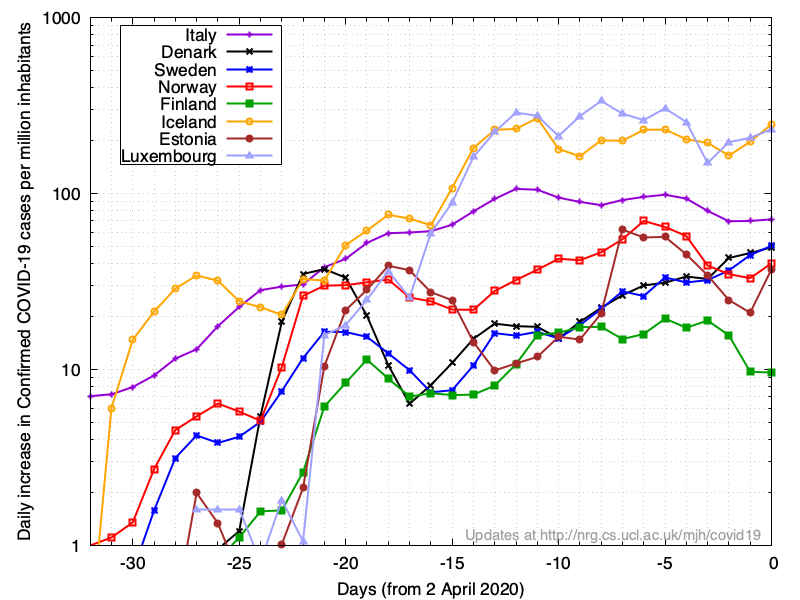 1000
100
10
1
Daily increase in Confirmed COVID-19 cases per million inhabitants
Italy
Denark
Sweden
Norway
Finland
Iceland
Estonia
Luxembourg
Updates at http://nrg.cs.ucl.ac.uk/mjh/covid19
-30 -25 -20 -15 -10 -5 0
Days (from 2 April 2020)